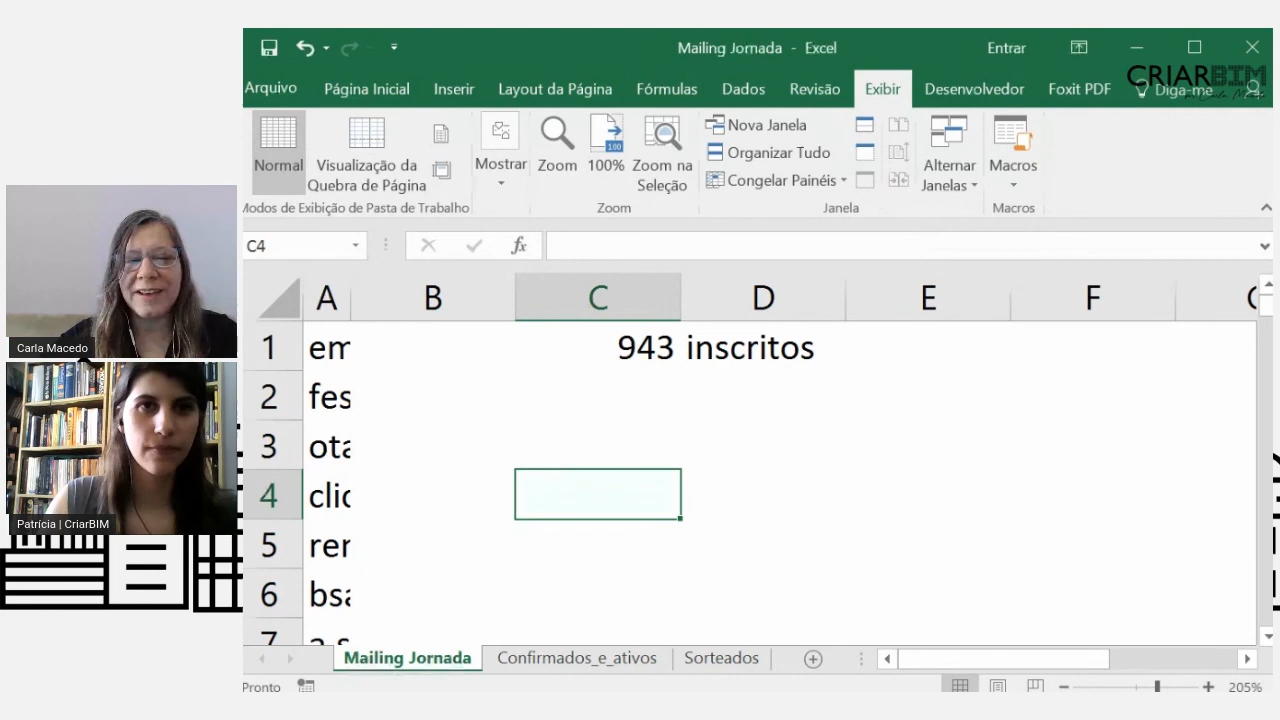 Mailing Jornada - Excel
Entrar
CRIARBIM
Arquivo Página Inicial Inserir Layout da Página Fórmulas Dados Revisão Exibir Desenvolvedor Foxit PDF Diga-me
Normal
Visualização da
Quebra de Página
Mostrar
Zoom
100
100%
Zoom na
Seleção
Nova Janela
Organizar Tudo
Congelar Painéis
Alternar
Janelas
Macros
Modos de Exibição de Pasta de Trabalho
Zoom
Janela
Macros
C4
fx
A B C D E F
1 em 943 inscritos
2 fes
3 ota
4 clic
5 rer
6 bsa
7
Carla Macedo
Patrícia | CriarBIM
Mailing Jornada Confirmados_e_ativos Sorteados
Pronto
205%